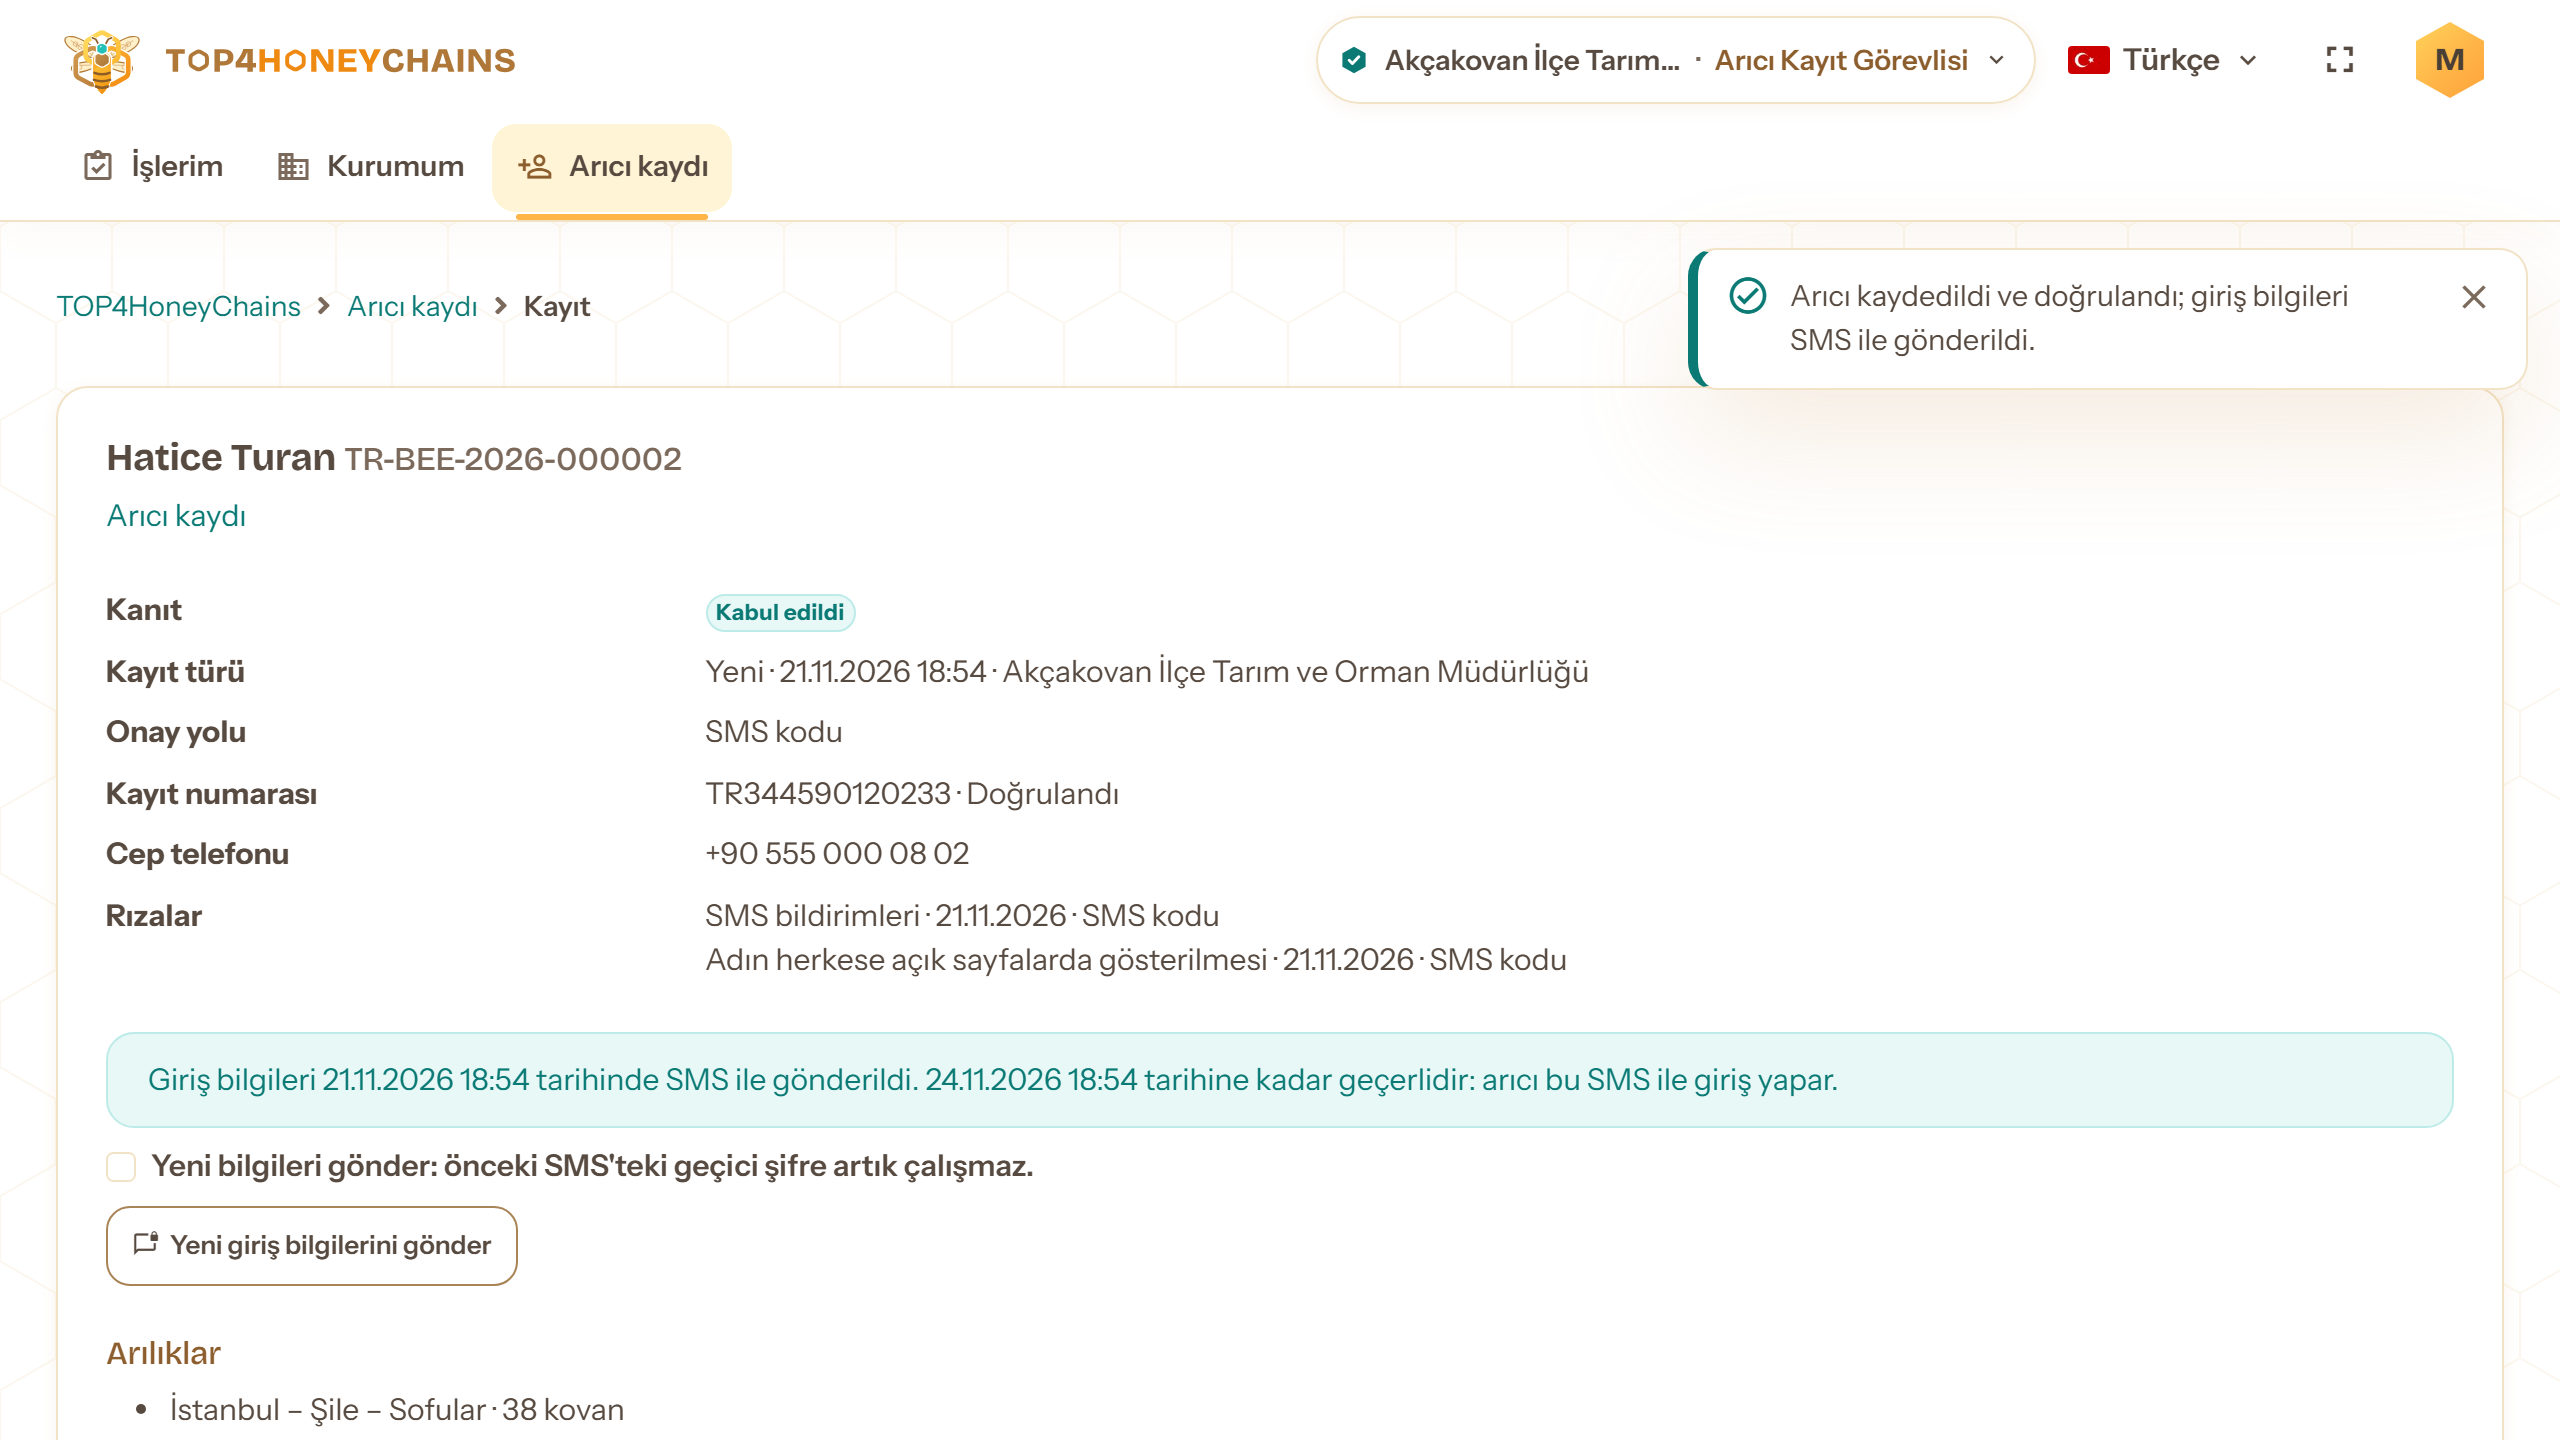 TOP4HONEYCHAINS
Akçakovan İlçe Tarım... · Arıcı Kayıt Görevlisi
Türkçe
M
İşlerim
Kurumum
Arıcı kaydı
Arıcı kaydedildi ve doğrulandı; giriş bilgileri
SMS ile gönderildi.
TOP4HoneyChains > Arıcı kaydı > Kayıt
Hatice Turan TR-BEE-2026-000002
Arıcı kaydı
Kanıt Kabul edildi
Kayıt türü Yeni · 21.11.2026 18:54 · Akçakovan İlçe Tarım ve Orman Müdürlüğü
Onay yolu SMS kodu
Kayıt numarası TR344590120233 · Doğrulandı
Cep telefonu +90 555 000 08 02
Rızalar SMS bildirimleri · 21.11.2026 · SMS kodu
Adın herkese açık sayfalarda gösterilmesi · 21.11.2026 · SMS kodu
Giriş bilgileri 21.11.2026 18:54 tarihinde SMS ile gönderildi. 24.11.2026 18:54 tarihine kadar geçerlidir: arıcı bu SMS ile giriş yapar.
Yeni bilgileri gönder: önceki SMS'teki geçici şifre artık çalışmaz.
Yeni giriş bilgilerini gönder
Arılıklar
• İstanbul – Şile – Sofular · 38 kovan